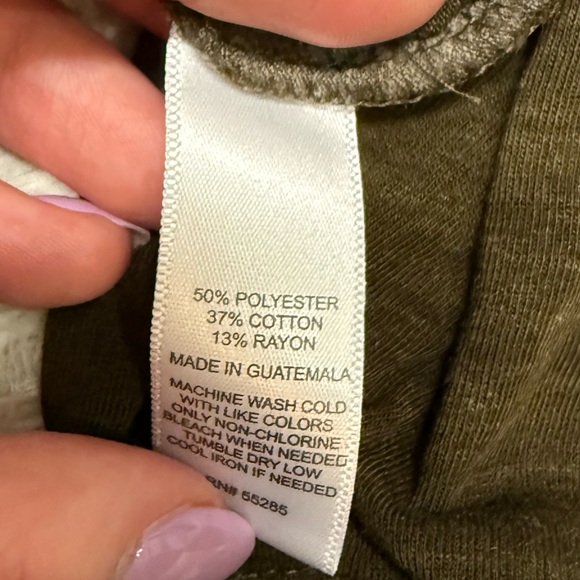 50% POLYESTER
37% COTTON
13% RAYON
MADE IN GUATEMALA
MACHINE WASH COLD
WITH LIKE COLORS
ONLY NON-CHLORINE
BLEACH WHEN NEEDED
TUMBLE DRY LOW
COOL IRON IF NEEDED
RN# 55285